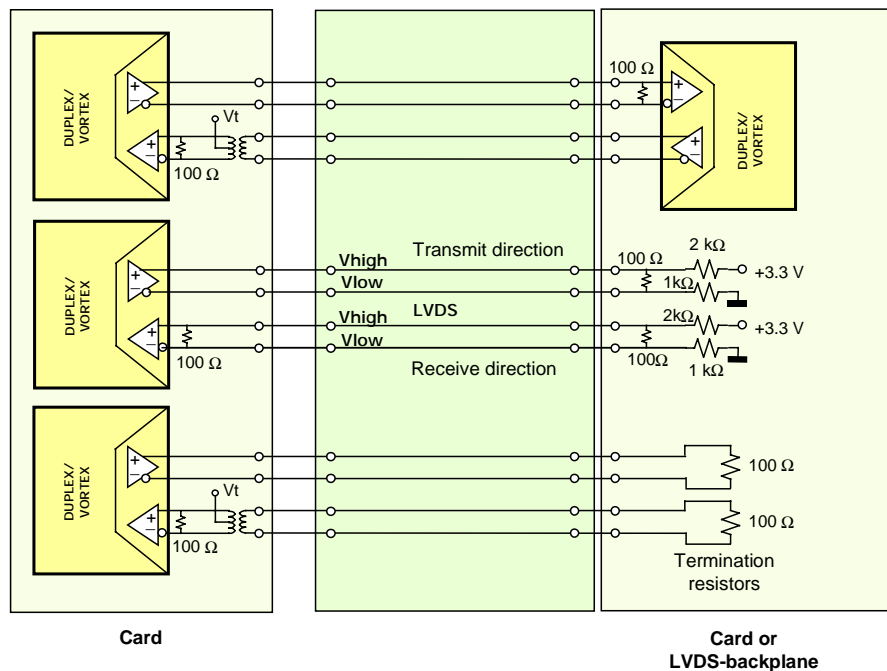 100 Ω
DUPLEX/
VORTEX
Vt
100 Ω
DUPLEX/
VORTEX
DUPLEX/
VORTEX
Vhigh
Transmit direction
100 Ω
2 kΩ
+3.3 V
Vlow
1kΩ
Vhigh
LVDS
2kΩ
+3.3 V
100 Ω
Vlow
100Ω
1 kΩ
Receive direction
DUPLEX/
VORTEX
100 Ω
Vt
100 Ω
100 Ω
Termination
resistors
Card
Card or
LVDS-backplane